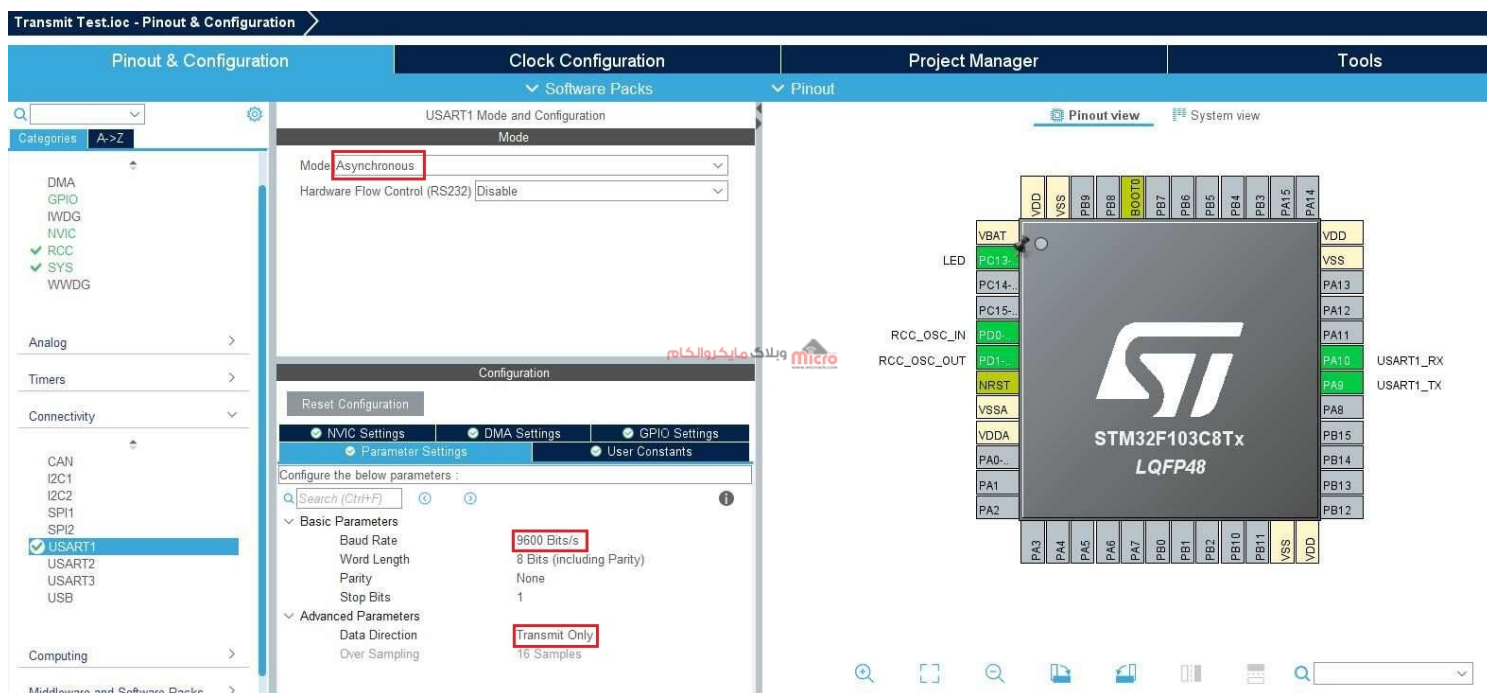 Transmit Test.ioc - Pinout & Configuration
Pinout & Configuration
Clock Configuration
Project Manager
Tools
Software Packs
Pinout
Categories
A->Z
DMA
GPIO
IWDG
NVIC
RCC
SYS
WWDG
Analog
Timers
Connectivity
CAN
I2C1
I2C2
SPI1
SPI2
USART1
USART2
USART3
USB
Computing
Middleware and Software Packs
USART1 Mode and Configuration
Mode
Mode Asynchronous
Hardware Flow Control (RS232) Disable
Configuration
Reset Configuration
NVIC Settings
DMA Settings
GPIO Settings
Parameter Settings
User Constants
Configure the below parameters :
Search (Ctrl+F)
Basic Parameters
Baud Rate 9600 Bits/s
Word Length 8 Bits (including Parity)
Parity None
Stop Bits 1
Advanced Parameters
Data Direction Transmit Only
Over Sampling 16 Samples
وبلاگ مایکروالکام
Micro
Pinout view
System view
VDD
VSS
PB9
PB8
BOOT0
PB7
PB6
PB5
PB4
PB3
PA15
PA14
VBAT
LED PC13-..
PC14-..
PC15-..
RCC_OSC_IN PD0-..
RCC_OSC_OUT PD1-..
NRST
VSSA
VDDA
PA0-..
PA1
PA2
STM32F103C8Tx
LQFP48
VDD
VSS
PA13
PA12
PA11
PA10 USART1_RX
PA9 USART1_TX
PA8
PB15
PB14
PB13
PB12
PA3
PA4
PA5
PA6
PA7
PB0
PB1
PB2
PB10
PB11
VSS
VDD